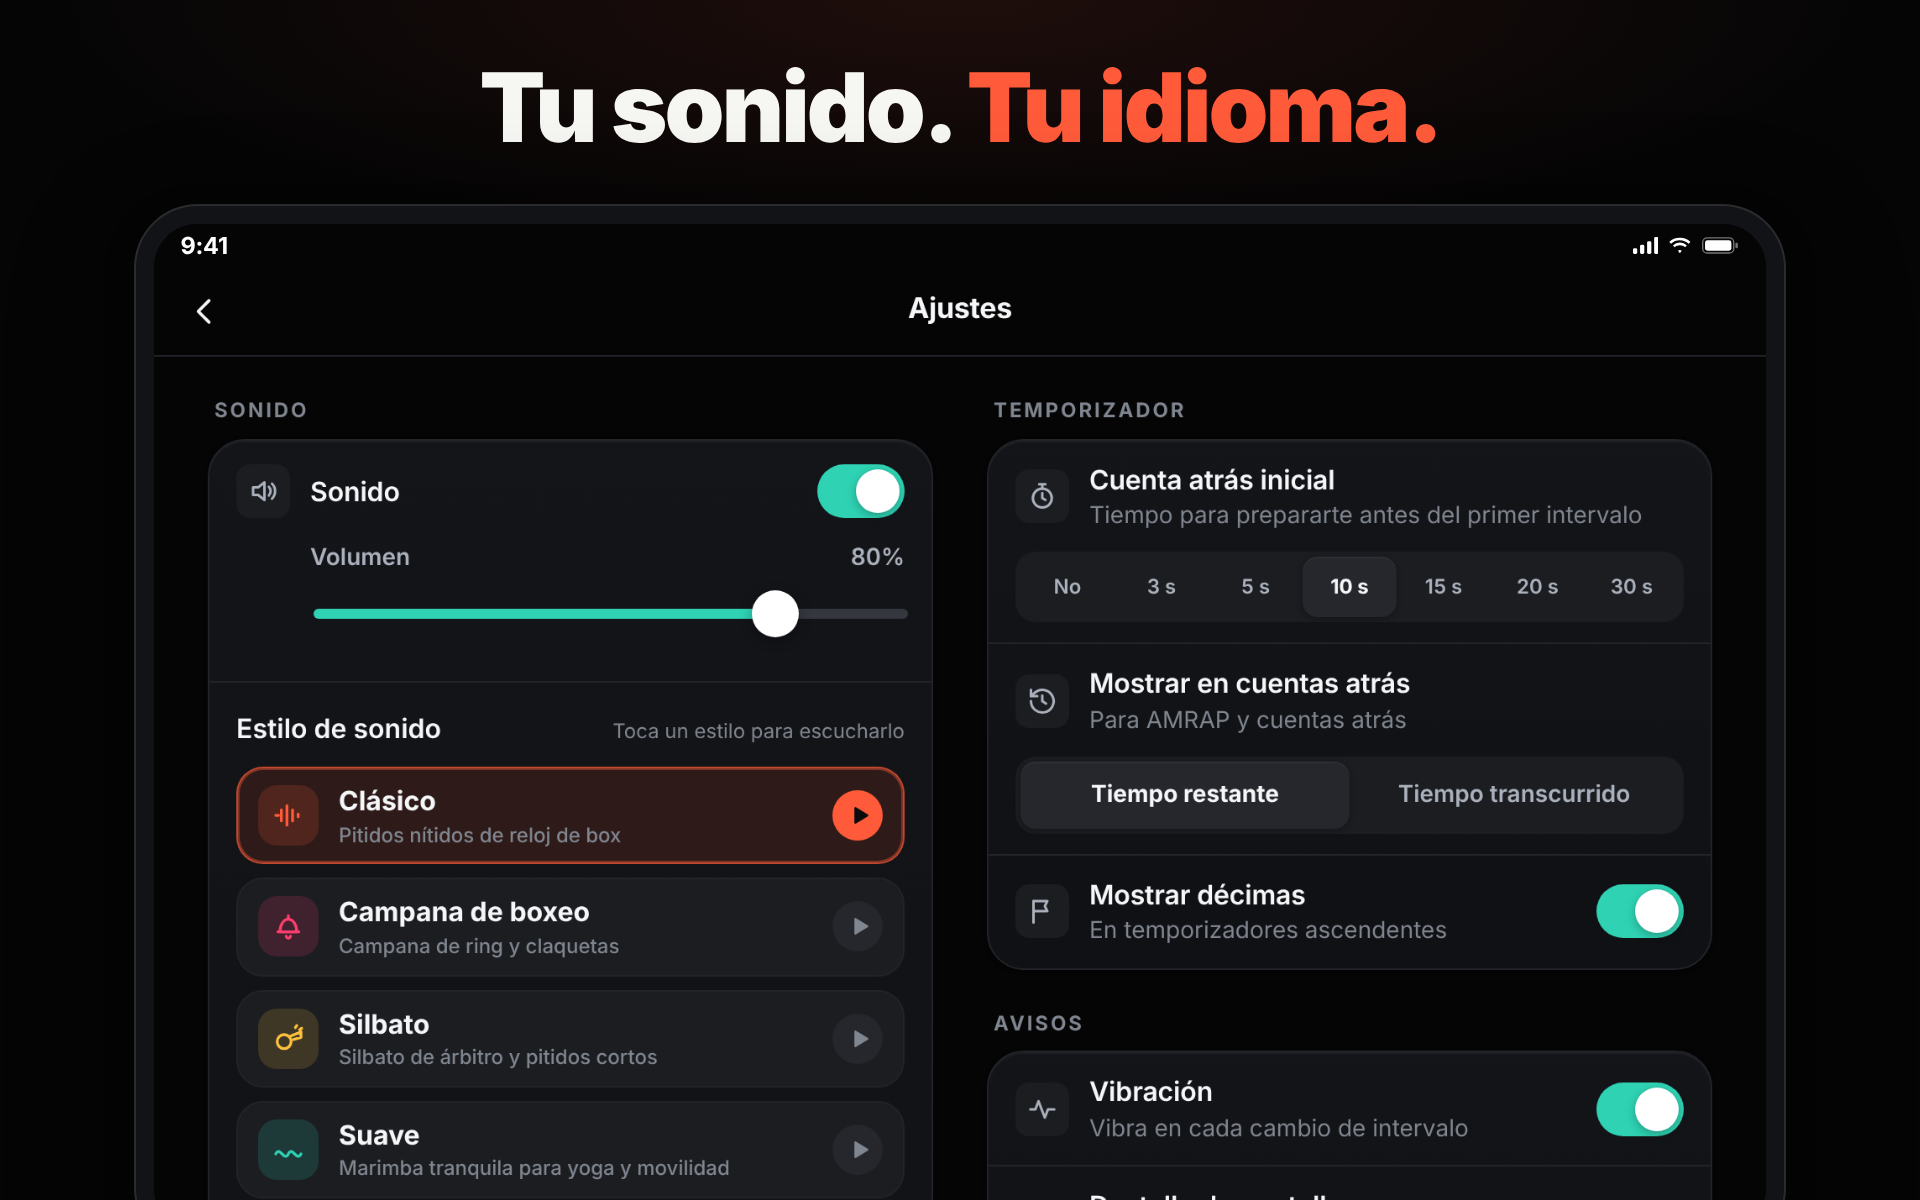 Tu sonido. Tu idioma.
9:41
Ajustes
SONIDO
Sonido
Volumen 80%
Estilo de sonido Toca un estilo para escucharlo
Clásico
Pitidos nítidos de reloj de box
Campana de boxeo
Campana de ring y claquetas
Silbato
Silbato de árbitro y pitidos cortos
Suave
Marimba tranquila para yoga y movilidad
TEMPORIZADOR
Cuenta atrás inicial
Tiempo para prepararte antes del primer intervalo
No 3 s 5 s 10 s 15 s 20 s 30 s
Mostrar en cuentas atrás
Para AMRAP y cuentas atrás
Tiempo restante Tiempo transcurrido
Mostrar décimas
En temporizadores ascendentes
AVISOS
Vibración
Vibra en cada cambio de intervalo